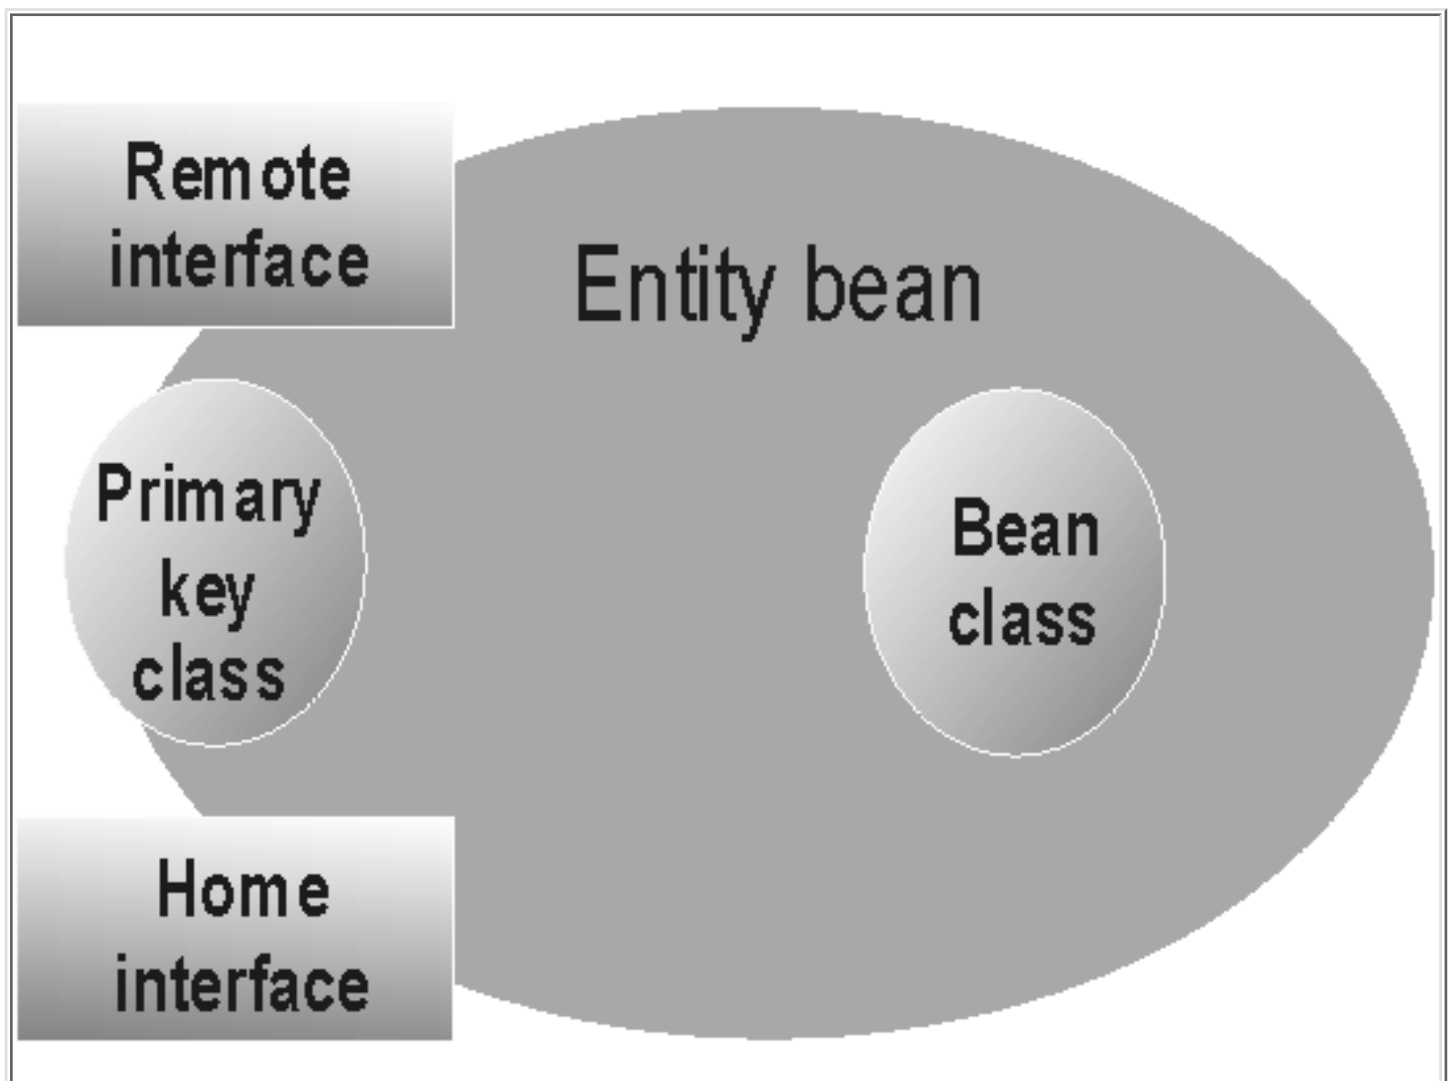 Remote
interface
Entity bean
Primary
key
class
Bean
class
Home
interface